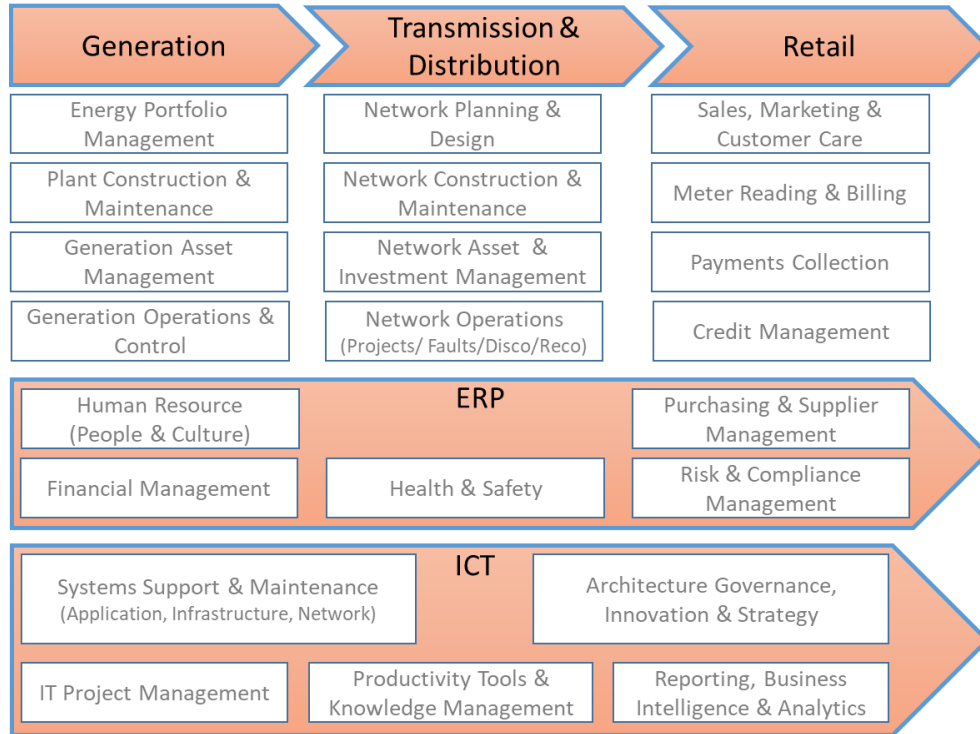 Generation
Transmission &
Distribution
Retail
Energy Portfolio
Management
Network Planning &
Design
Sales, Marketing &
Customer Care
Plant Construction &
Maintenance
Network Construction &
Maintenance
Meter Reading & Billing
Generation Asset
Management
Network Asset &
Investment Management
Payments Collection
Generation Operations &
Control
Network Operations
(Projects/ Faults/Disco/Reco)
Credit Management
ERP
Human Resource
(People & Culture)
Purchasing & Supplier
Management
Financial Management
Health & Safety
Risk & Compliance
Management
ICT
Systems Support & Maintenance
(Application, Infrastructure, Network)
Architecture Governance,
Innovation & Strategy
IT Project Management
Productivity Tools &
Knowledge Management
Reporting, Business
Intelligence & Analytics